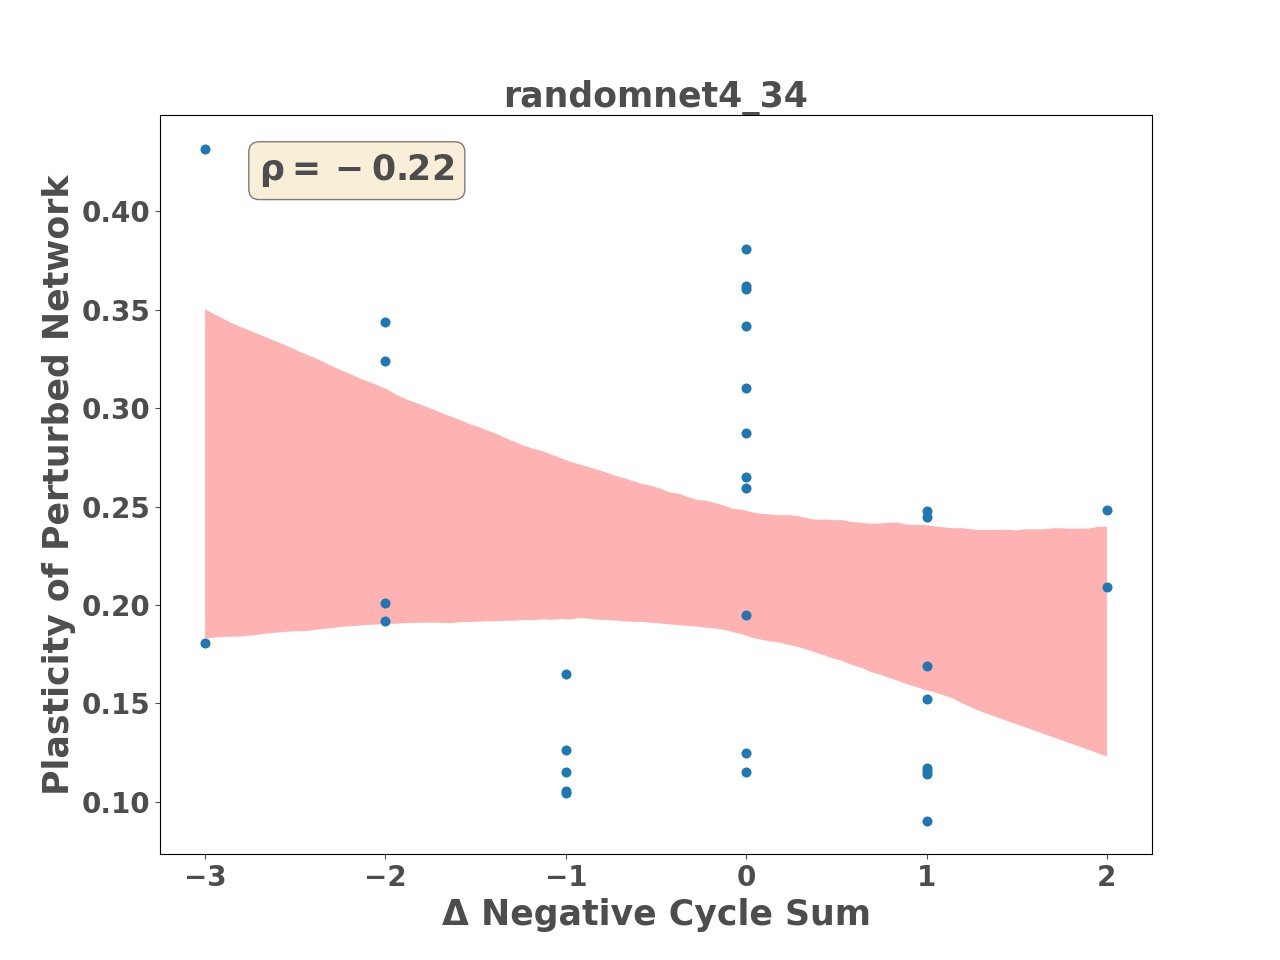 randomnet4_34
ρ = − 0.22
Plasticity of Perturbed Network
0.40
0.35
0.30
0.25
0.20
0.15
0.10
−3 −2 −1 0 1 2
Δ Negative Cycle Sum